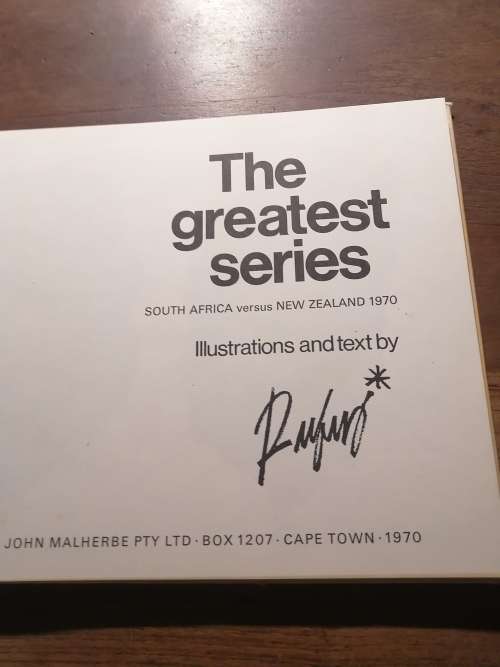 The
greatest
series
SOUTH AFRICA versus NEW ZEALAND 1970
Illustrations and text by
Rufus*
JOHN MALHERBE PTY LTD · BOX 1207 · CAPE TOWN · 1970